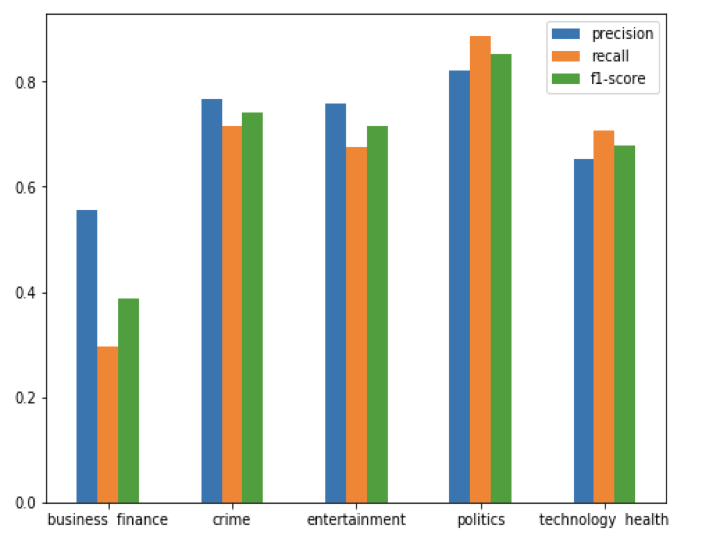 precision
recall
f1-score
0.8
0.6
0.4
0.2
0.0
business finance crime entertainment politics technology health